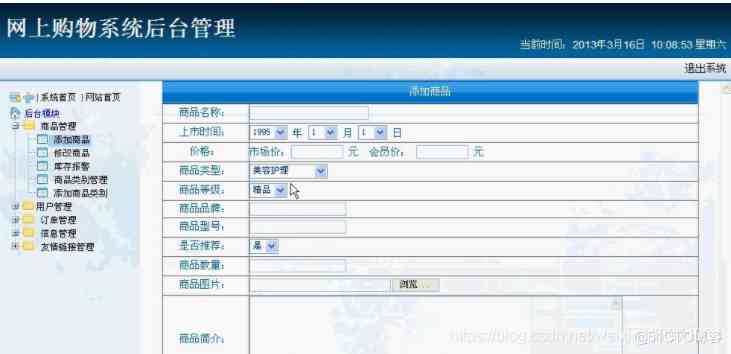 网上购物系统后台管理
当前时间：2013年3月16日 10:08:53 星期六
退出系统
|系统首页 |网站首页
后台模块
商品管理
添加商品
修改商品
库存报警
商品类别管理
添加商品类别
用户管理
订单管理
信息管理
友情链接管理
添加商品
商品名称：
上市时间： 1995 年 1 月 1 日
价格： 市场价： 元 会员价： 元
商品类型： 美容护理
商品等级： 精品
商品品牌：
商品型号：
是否推荐： 是
商品数量：
商品图片： 浏览...
商品简介：
https://blog.csdn.net/wei
@51CTO博客